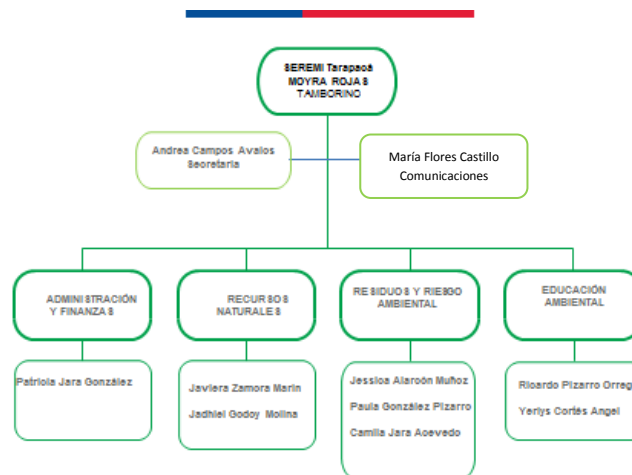 SEREMI Tarapacá
MOYRA ROJAS
TAMBORINO
Andrea Campos Avalos
Secretaria
María Flores Castillo
Comunicaciones
ADMINISTRACIÓN
Y FINANZAS
RECURSOS
NATURALES
RESIDUOS Y RIESGO
AMBIENTAL
EDUCACIÓN
AMBIENTAL
Patricia Jara González
Javiera Zamora Marin
Jadhiel Godoy Molina
Jessica Alarcón Muñoz
Paula González Pizarro
Camila Jara Acevedo
Ricardo Pizarro Orreg
Yerlys Cortés Angel